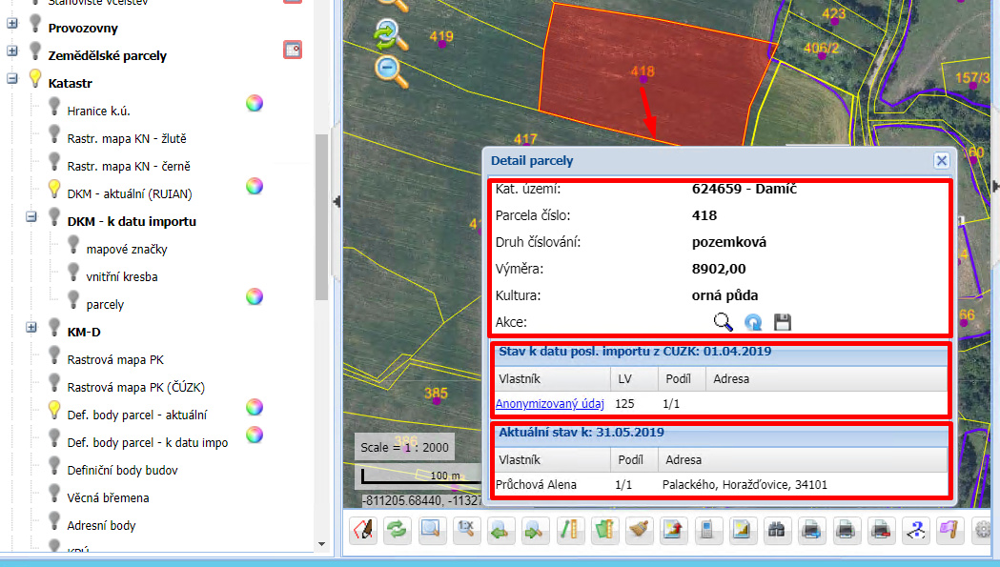 Stanoviště včelstev
Provozovny
Zemědělské parcely
Katastr
Hranice k.ú.
Rastr. mapa KN - žlutě
Rastr. mapa KN - černě
DKM - aktuální (RUIAN)
DKM - k datu importu
mapové značky
vnitřní kresba
parcely
KM-D
Rastrová mapa PK
Rastrová mapa PK (ČÚZK)
Def. body parcel - aktuální
Def. body parcel - k datu impo
Definiční body budov
Věcná břemena
Adresní body
KPÚ
419
418
423
406/2
157/3
417
385
Scale = 1 : 2000
100 m
-811205.68440, -11327
Detail parcely
Kat. území: 624659 - Damíč
Parcela číslo: 418
Druh číslování: pozemková
Výměra: 8902,00
Kultura: orná půda
Akce:
Stav k datu posl. importu z ČÚZK: 01.04.2019
Vlastník LV Podíl Adresa
Anonymizovaný údaj 125 1/1
Aktuální stav k: 31.05.2019
Vlastník Podíl Adresa
Průchová Alena 1/1 Palackého, Horažďovice, 34101
1:X